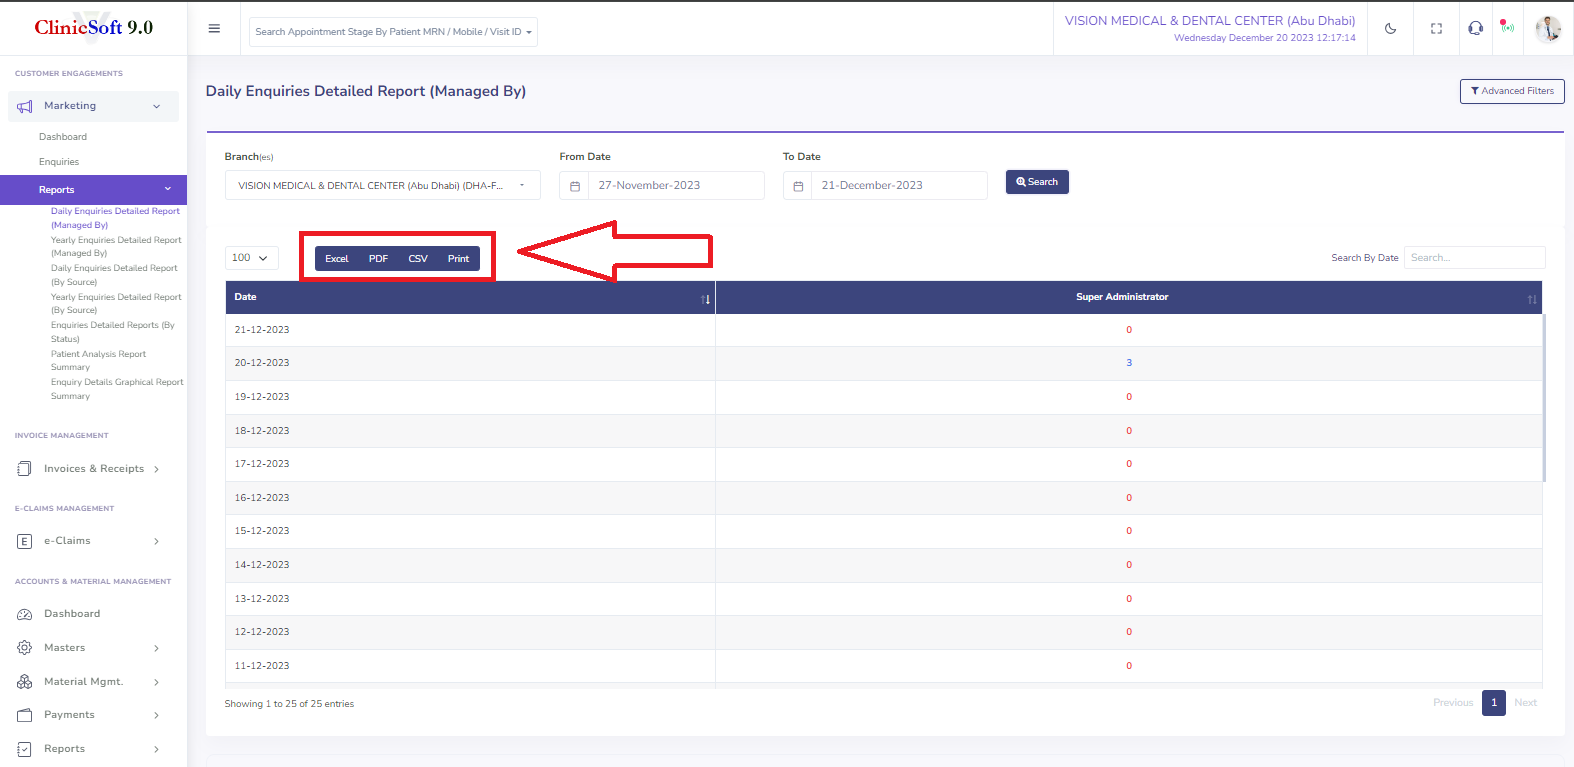 ClinicSoft 9.0
Search Appointment Stage By Patient MRN / Mobile / Visit ID
VISION MEDICAL & DENTAL CENTER (Abu Dhabi)
Wednesday December 20 2023 12:17:14
CUSTOMER ENGAGEMENTS
Marketing
Dashboard
Enquiries
Reports
Daily Enquiries Detailed Report
(Managed By)
Yearly Enquiries Detailed Report
(Managed By)
Daily Enquiries Detailed Report
(By Source)
Yearly Enquiries Detailed Report
(By Source)
Enquiries Detailed Reports (By
Status)
Patient Analysis Report
Summary
Enquiry Details Graphical Report
Summary
INVOICE MANAGEMENT
Invoices & Receipts
E-CLAIMS MANAGEMENT
E
e-Claims
ACCOUNTS & MATERIAL MANAGEMENT
Dashboard
Masters
Material Mgmt.
Payments
Reports
Daily Enquiries Detailed Report (Managed By)
Advanced Filters
Branch(es)
From Date
To Date
VISION MEDICAL & DENTAL CENTER (Abu Dhabi) (DHA-F...
27-November-2023
21-December-2023
Search
100
Excel PDF CSV Print
Search By Date
Search...
Date Super Administrator
21-12-2023 0
20-12-2023 3
19-12-2023 0
18-12-2023 0
17-12-2023 0
16-12-2023 0
15-12-2023 0
14-12-2023 0
13-12-2023 0
12-12-2023 0
11-12-2023 0
Showing 1 to 25 of 25 entries
Previous 1 Next